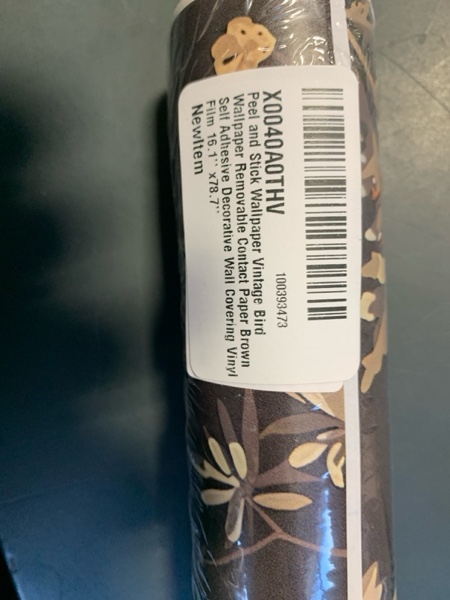 100393473
X0040A0THV
Peel and Stick Wallpaper Vintage Bird
Wallpaper Removable Contact Paper Brown
Self Adhesive Decorative Wall Covering Vinyl
Film 16.1'' x78.7''
NewItem